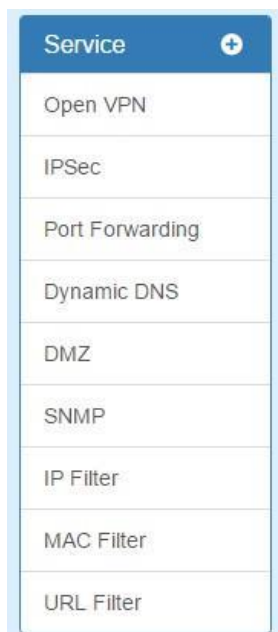 Service
Open VPN
IPSec
Port Forwarding
Dynamic DNS
DMZ
SNMP
IP Filter
MAC Filter
URL Filter